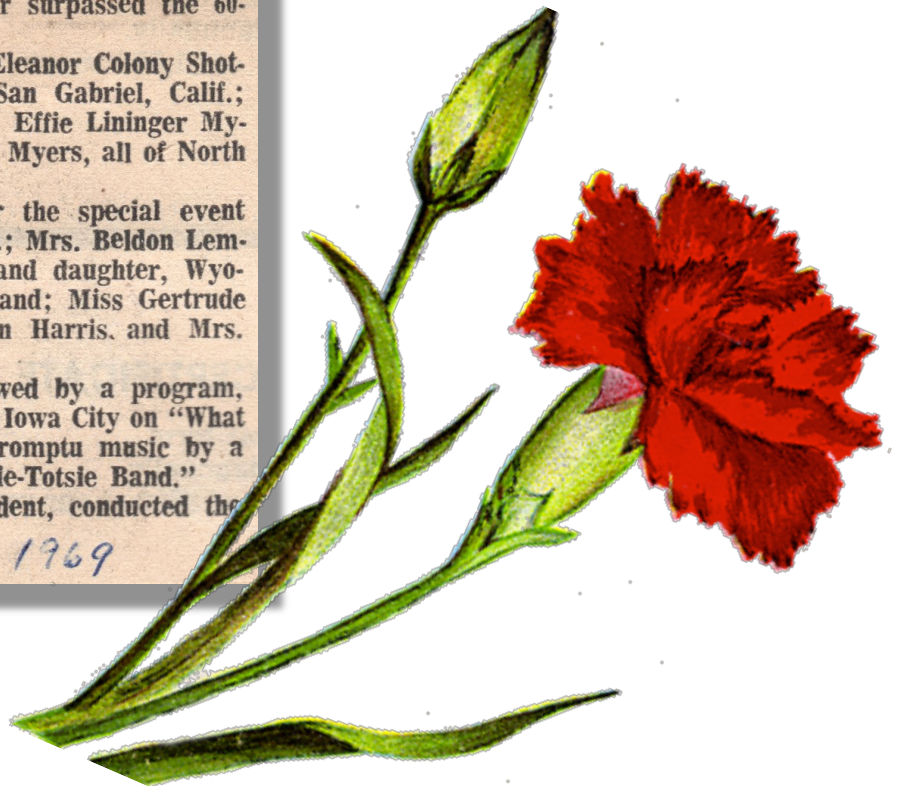 r surpassed the 60-
Eleanor Colony Shot-
San Gabriel, Calif.;
Effie Lininger My-
Myers, all of North
r the special event
.; Mrs. Beldon Lem-
and daughter, Wyo-
and; Miss Gertrude
n Harris, and Mrs.
wed by a program,
Iowa City on “What
romptu music by a
le-Totsie Band.”
dent, conducted the
1969